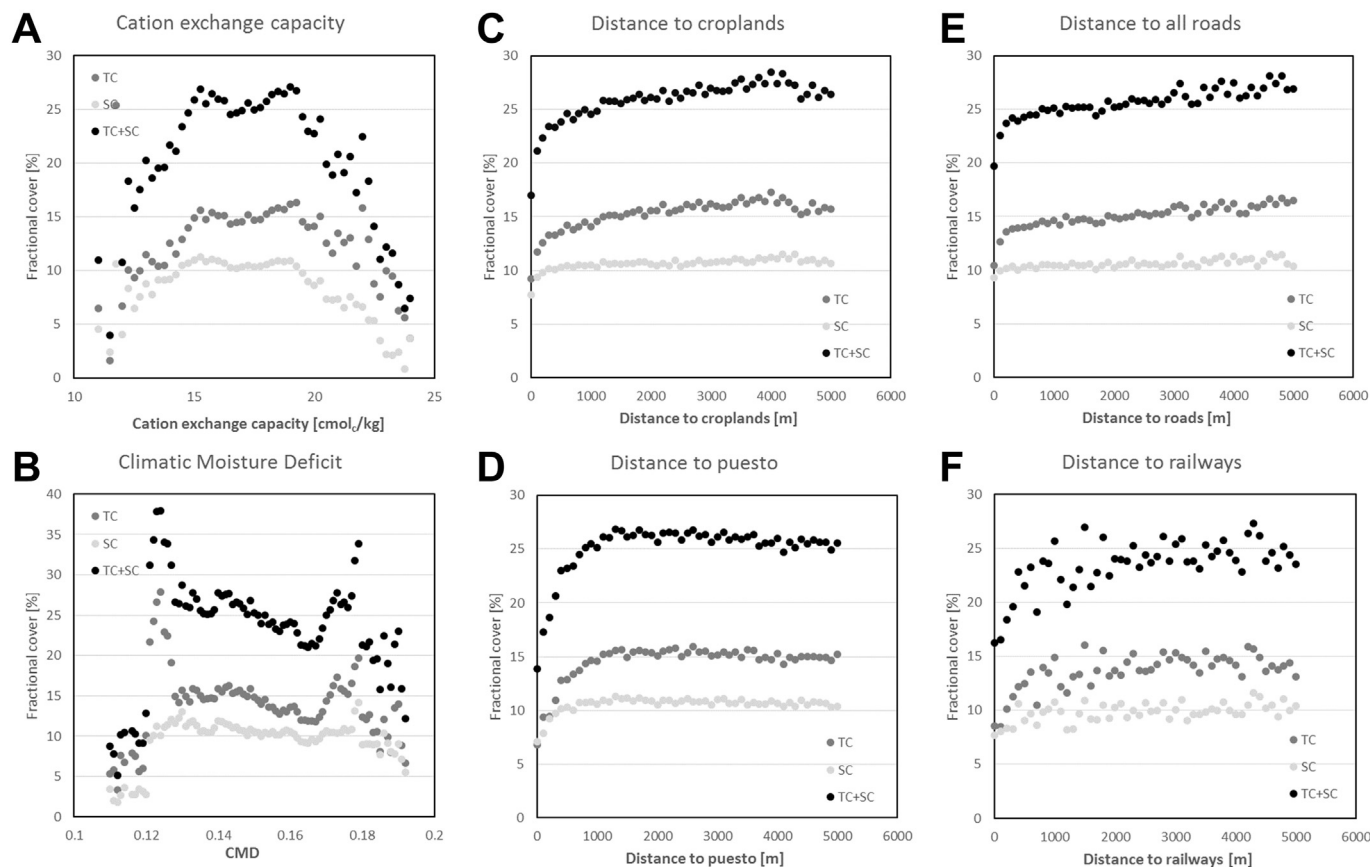 A
Cation exchange capacity
30
25
20
15
10
5
0
Fractional cover [%]
TC
SC
TC+SC
10
15
20
25
Cation exchange capacity [cmolc/kg]
B
Climatic Moisture Deficit
40
35
30
25
20
15
10
5
0
Fractional cover [%]
TC
SC
TC+SC
0.1
0.12
0.14
0.16
0.18
0.2
CMD
C
Distance to croplands
30
25
20
15
10
5
0
Fractional cover [%]
TC
SC
TC+SC
0
1000
2000
3000
4000
5000
6000
Distance to croplands [m]
D
Distance to puesto
30
25
20
15
10
5
0
Fractional cover [%]
TC
SC
TC+SC
0
1000
2000
3000
4000
5000
6000
Distance to puesto [m]
E
Distance to all roads
30
25
20
15
10
5
0
Fractional cover [%]
TC
SC
TC+SC
0
1000
2000
3000
4000
5000
6000
Distance to roads [m]
F
Distance to railways
30
25
20
15
10
5
0
Fractional cover [%]
TC
SC
TC+SC
0
1000
2000
3000
4000
5000
6000
Distance to railways [m]